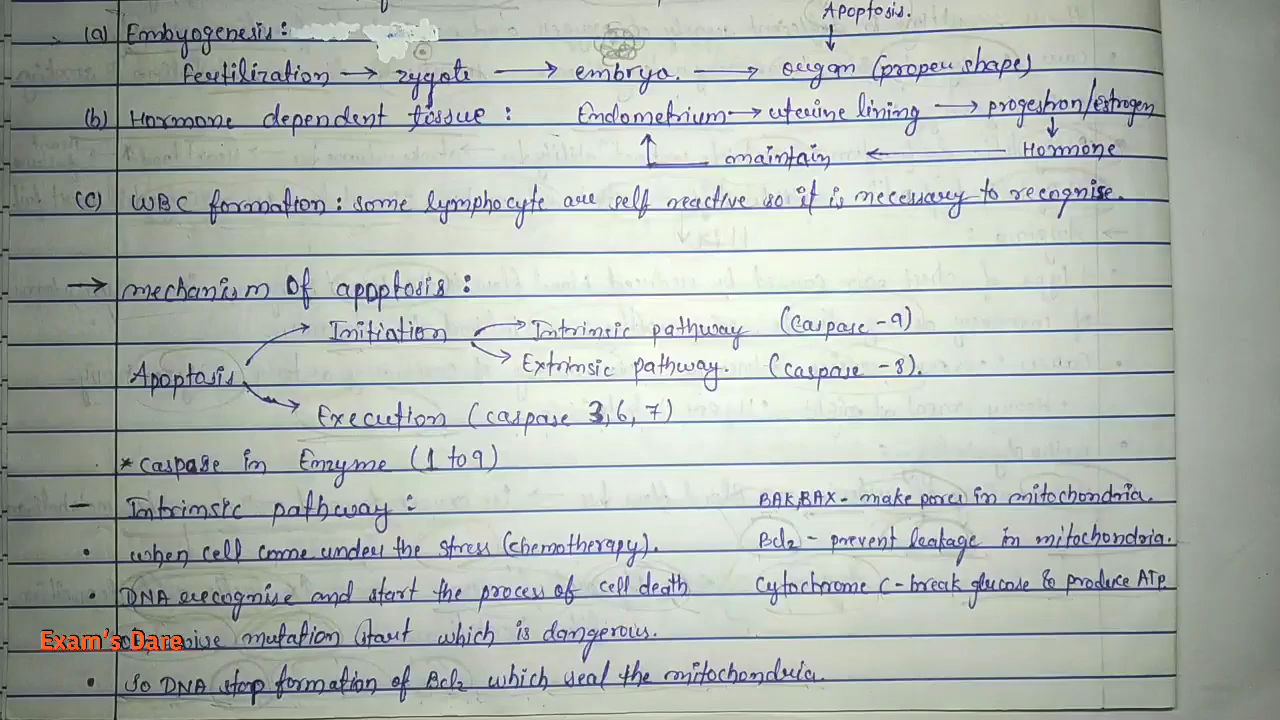 Apoptosis.
↓
(a) Embyogenesis:
Feutilization → zygote → embryo. → organ (proper shape)
(b) Hormone dependent tissue: Endometrium → uterine lining → progestron/estrogen
↓
maintain ← Hormone
(c) WBC formation: some lymphocyte are self reactive so it is necessary to recognise.
→ mechanism of apoptosis:
Initiation → Intrinsic pathway (caspase -9)
→ Extrinsic pathway. (caspase -8).
Apoptosis
Execution (caspase 3,6,7)
* caspase in Enzyme (1 to 9)
- Intrinsic pathway: BAK, BAX - make pores in mitochondria.
• when cell come under the stress (chemotherapy). Bcl2 - prevent leakage in mitochondria.
• DNA recognise and start the process of cell death Cytochrome C - break glucose & produce ATP
Exam's Dare mutation start which is dangerous.
• so DNA stop formation of Bcl2 which seal the mitochondria.